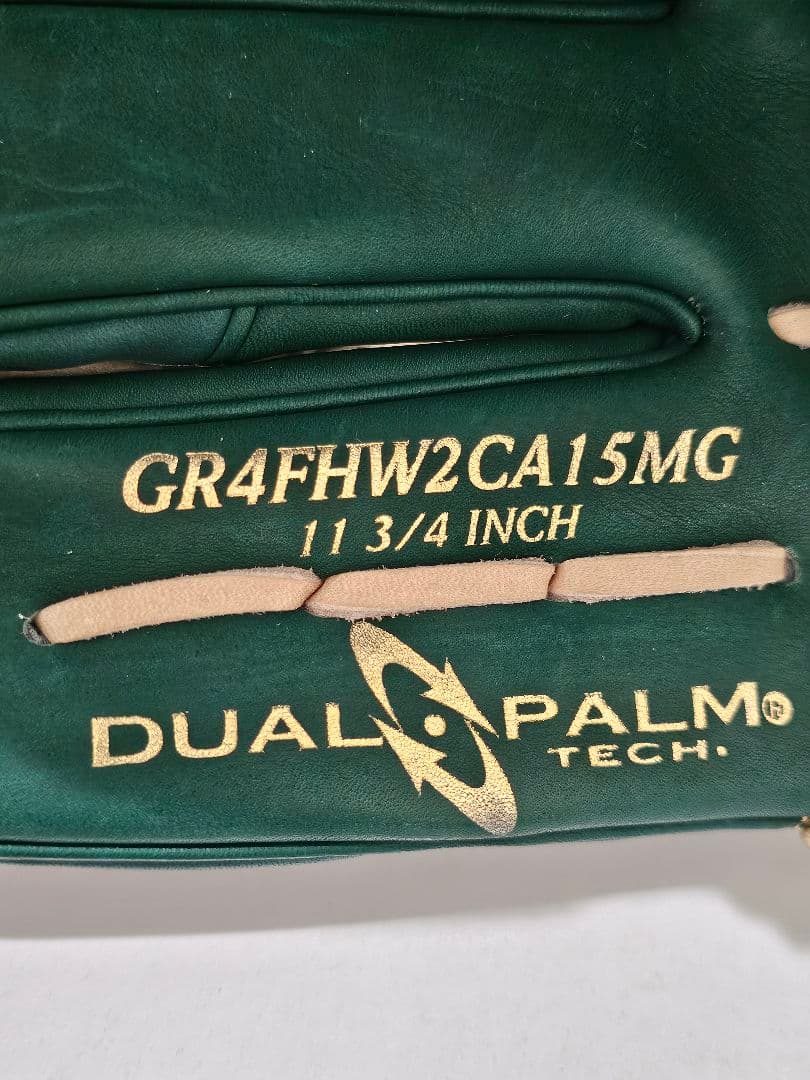 GR4FHW2CA15MG
11 3/4 INCH
DUAL PALM®
TECH.